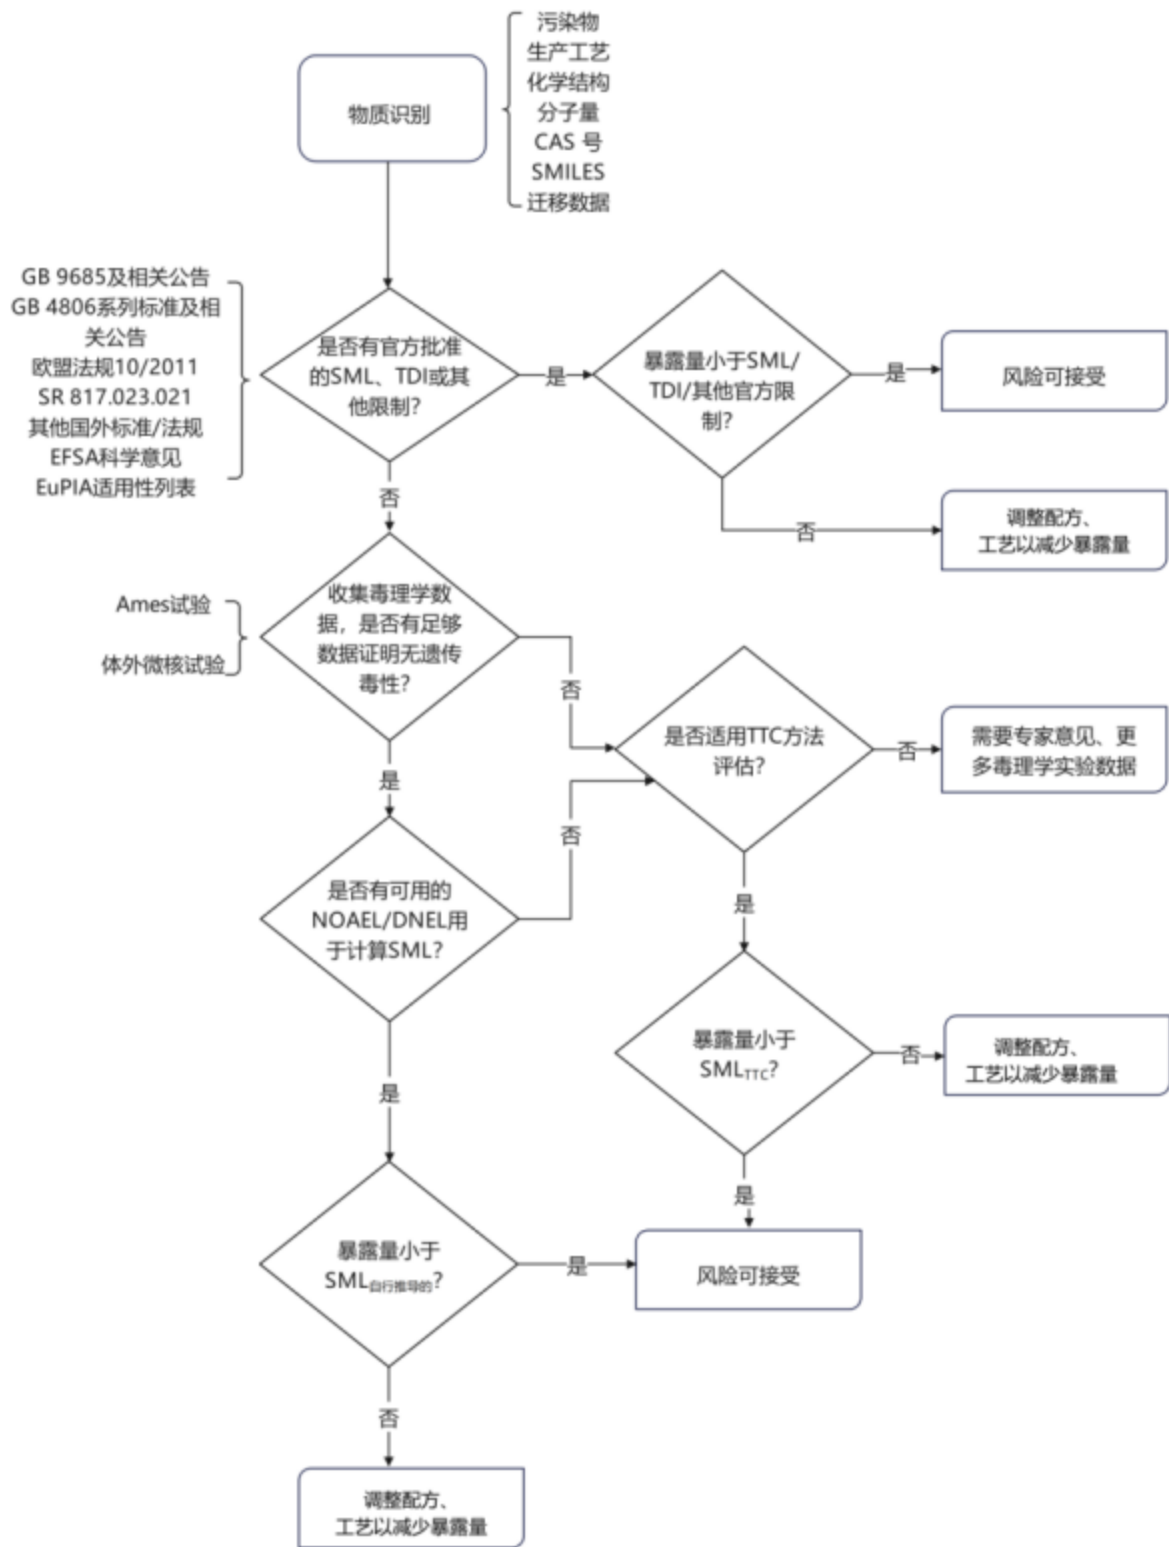 污染物
生产工艺
化学结构
分子量
CAS 号
SMILES
迁移数据
物质识别
GB 9685及相关公告
GB 4806系列标准及相
关公告
欧盟法规10/2011
SR 817.023.021
其他国外标准/法规
EFSA科学意见
EuPIA适用性列表
是否有官方批准
的SML、TDI或其
他限制?
是
暴露量小于SML/
TDI/其他官方限
制?
是
风险可接受
否
调整配方、
工艺以减少暴露量
否
Ames试验
体外微核试验
收集毒理学数
据，是否有足够
数据证明无遗传
毒性?
否
是否适用TTC方法
评估?
否
需要专家意见、更
多毒理学实验数据
是
是否有可用的
NOAEL/DNEL用
于计算SML?
否
是
暴露量小于
SMLTTC?
否
调整配方、
工艺以减少暴露量
是
是
暴露量小于
SML自行推导的?
是
风险可接受
否
调整配方、
工艺以减少暴露量